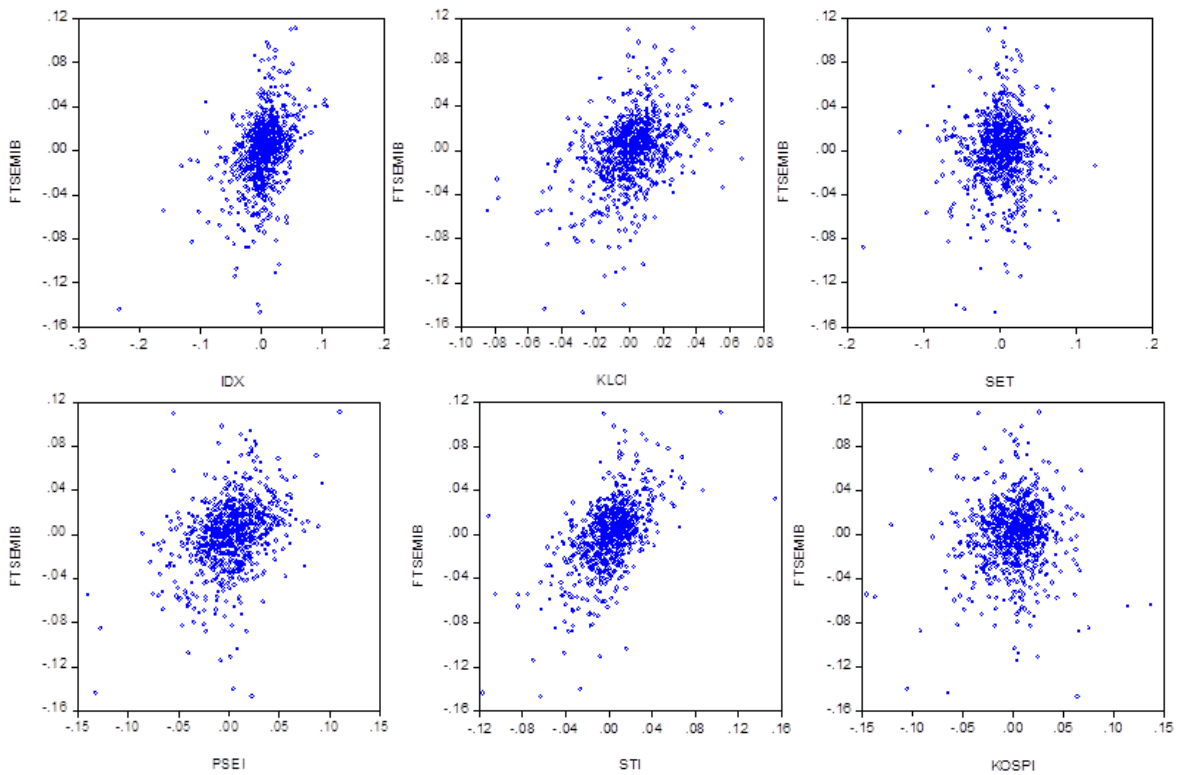 .12 .12 .12
.08 .08 .08
.04 .04 .04
.00 .00 .00
-.04 -.04 -.04
-.08 -.08 -.08
-.12 -.12 -.12
-.16 -.16 -.16
FTSEMIB FTSEMIB FTSEMIB
-.3 -.2 -.1 .0 .1 .2 -.10 -.08 -.06 -.04 -.02 .00 .02 .04 .06 .08 -.2 -.1 .0 .1 .2
IDX KLCI SET
.12 .12 .12
.08 .08 .08
.04 .04 .04
.00 .00 .00
-.04 -.04 -.04
-.08 -.08 -.08
-.12 -.12 -.12
-.16 -.16 -.16
FTSEMIB FTSEMIB FTSEMIB
-.15 -.10 -.05 .00 .05 .10 .15 -.12 -.08 -.04 .00 .04 .08 .12 .16 -.15 -.10 -.05 .00 .05 .10 .15
PSEI STI KOSPI